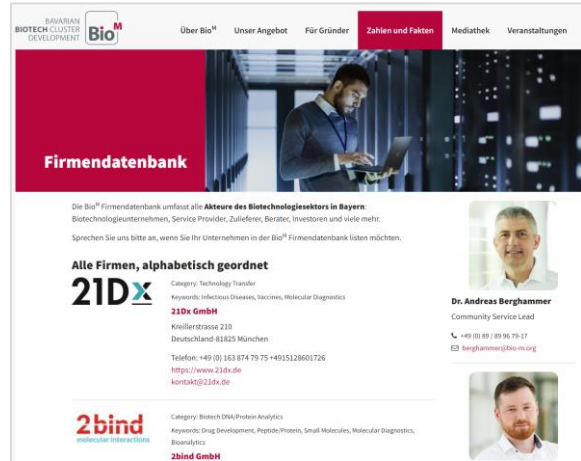 BAVARIAN
BIOTECH CLUSTER
DEVELOPMENT
Bio M
Über Bio M
Unser Angebot
Für Gründer
Zahlen und Fakten
Mediathek
Veranstaltungen
Firmendatenbank
Die Bio M Firmendatenbank umfasst alle Akteure des Biotechnologiesektors in Bayern:
Biotechnologieunternehmen, Service Provider, Zulieferer, Berater, Investoren und viele mehr.
Sprechen Sie uns bitte an, wenn Sie Ihr Unternehmen in der Bio M Firmendatenbank listen möchten.
Alle Firmen, alphabetisch geordnet
21Dx
Category: Technology Transfer
Keywords: Infectious Diseases, Vaccines, Molecular Diagnostics
21Dx GmbH
Kreillerstrasse 210
Deutschland-81825 München
Telefon: +49 (0) 163 874 79 75 +4915128601726
https://www.21dx.de
kontakt@21dx.de
2bind
molecular interactions
Category: Biotech DNA/Protein Analytics
Keywords: Drug Development, Peptide/Protein, Small Molecules, Molecular Diagnostics,
Bioanalytics
2bind GmbH
Dr. Andreas Berghammer
Community Service Lead
+49 (0) 89 / 89 96 79-17
berghammer@bio-m.org